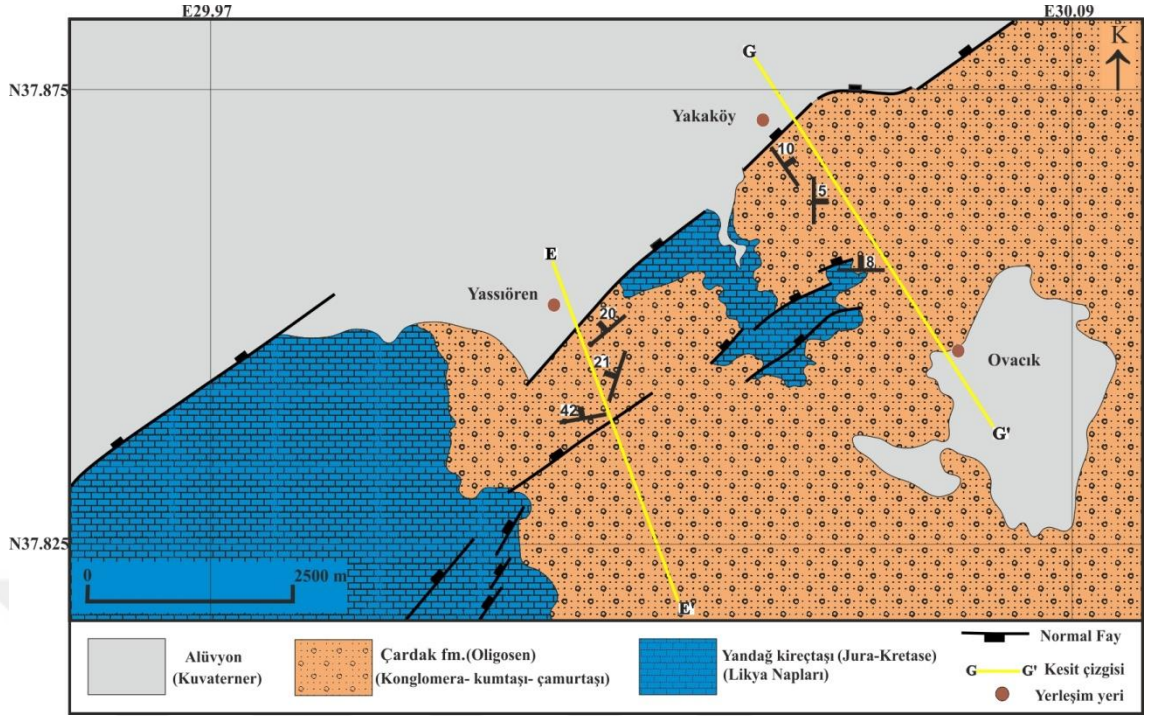 E29.97
E30.09
N37.875
K
G
Yakaköy
10
5
E
8
Yassıören
20
Ovacık
21
42
G'
N37.825
0
2500 m
E'
Alüvyon
(Kuvaterner)
Çardak fm.(Oligosen)
(Konglomera- kumtaşı- çamurtaşı)
Yandağ kireçtaşı (Jura-Kretase)
(Likya Napları)
Normal Fay
G G' Kesit çizgisi
Yerleşim yeri